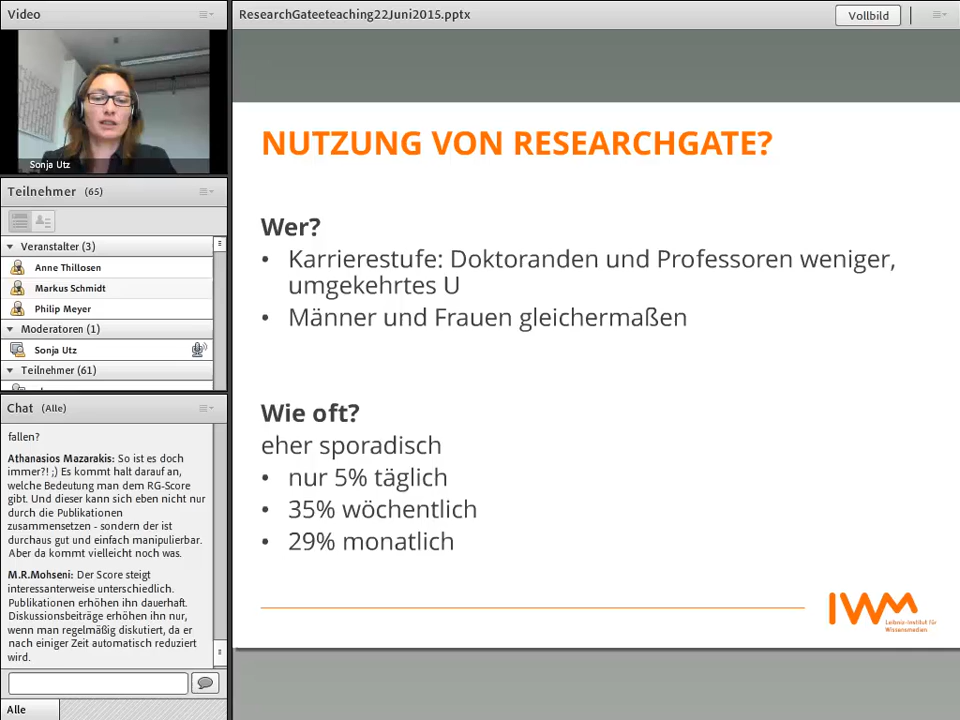 Video
Sonja Utz
Teilnehmer (65)
Veranstalter (3)
Anne Thillosen
Markus Schmidt
Philip Meyer
Moderatoren (1)
Sonja Utz
Teilnehmer (61)
Chat (Alle)
fallen?
Athanasios Mazarakis: So ist es doch
immer?! ;) Es kommt halt darauf an,
welche Bedeutung man dem RG-Score
gibt. Und dieser kann sich eben nicht nur
durch die Publikationen
zusammensetzen - sondern der ist
durchaus gut und einfach manipulierbar.
Aber da kommt vielleicht noch was.
M.R.Mohseni: Der Score steigt
interessanterweise unterschiedlich.
Publikationen erhöhen ihn dauerhaft.
Diskussionsbeiträge erhöhen ihn nur,
wenn man regelmäßig diskutiert, da er
nach einiger Zeit automatisch reduziert
wird.
Alle
ResearchGateeteaching22Juni2015.pptx
Vollbild
NUTZUNG VON RESEARCHGATE?
Wer?
• Karrierestufe: Doktoranden und Professoren weniger,
umgekehrtes U
• Männer und Frauen gleichermaßen
Wie oft?
eher sporadisch
• nur 5% täglich
• 35% wöchentlich
• 29% monatlich
IWM
Leibniz-Institut für
Wissensmedien